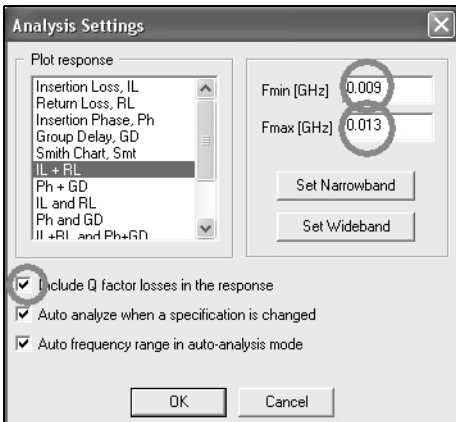 Analysis Settings
Plot response
Insertion Loss, IL
Return Loss, RL
Insertion Phase, Ph
Group Delay, GD
Smith Chart, Smt
IL + RL
Ph + GD
IL and RL
Ph and GD
IL+RL and Ph+GD
Fmin [GHz] 0.009
Fmax [GHz] 0.013
Set Narrowband
Set Wideband
Include Q factor losses in the response
Auto analyze when a specification is changed
Auto frequency range in auto-analysis mode
OK
Cancel